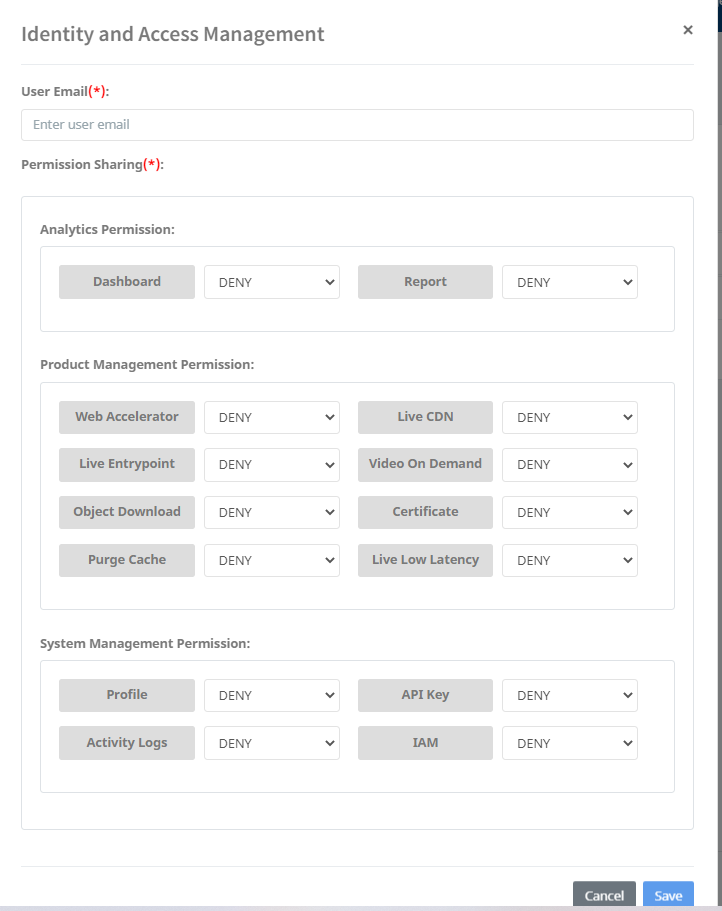 Identity and Access Management ×
User Email(*):
Enter user email
Permission Sharing(*):
Analytics Permission:
Dashboard DENY Report DENY
Product Management Permission:
Web Accelerator DENY Live CDN DENY
Live Entrypoint DENY Video On Demand DENY
Object Download DENY Certificate DENY
Purge Cache DENY Live Low Latency DENY
System Management Permission:
Profile DENY API Key DENY
Activity Logs DENY IAM DENY
Cancel Save